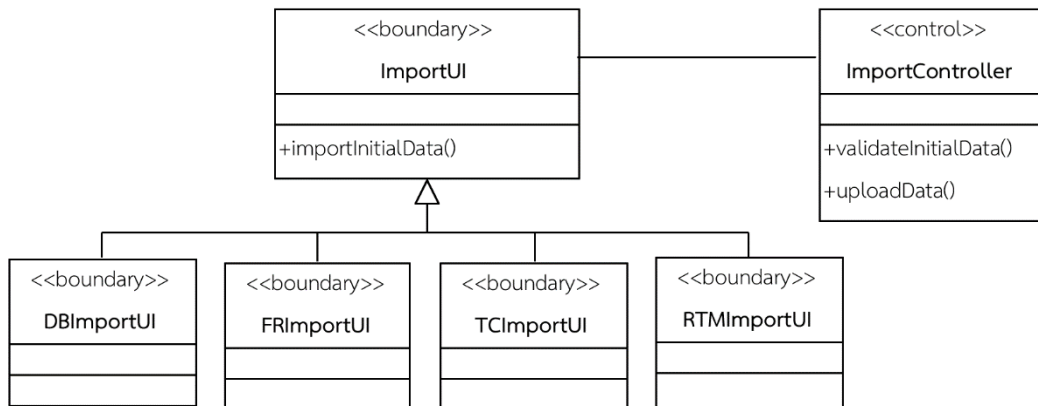 <<boundary>>
ImportUI
+importInitialData()
<<control>>
ImportController
+validateInitialData()
+uploadData()
<<boundary>>
DBImportUI
<<boundary>>
FRImportUI
<<boundary>>
TCImportUI
<<boundary>>
RTMImportUI